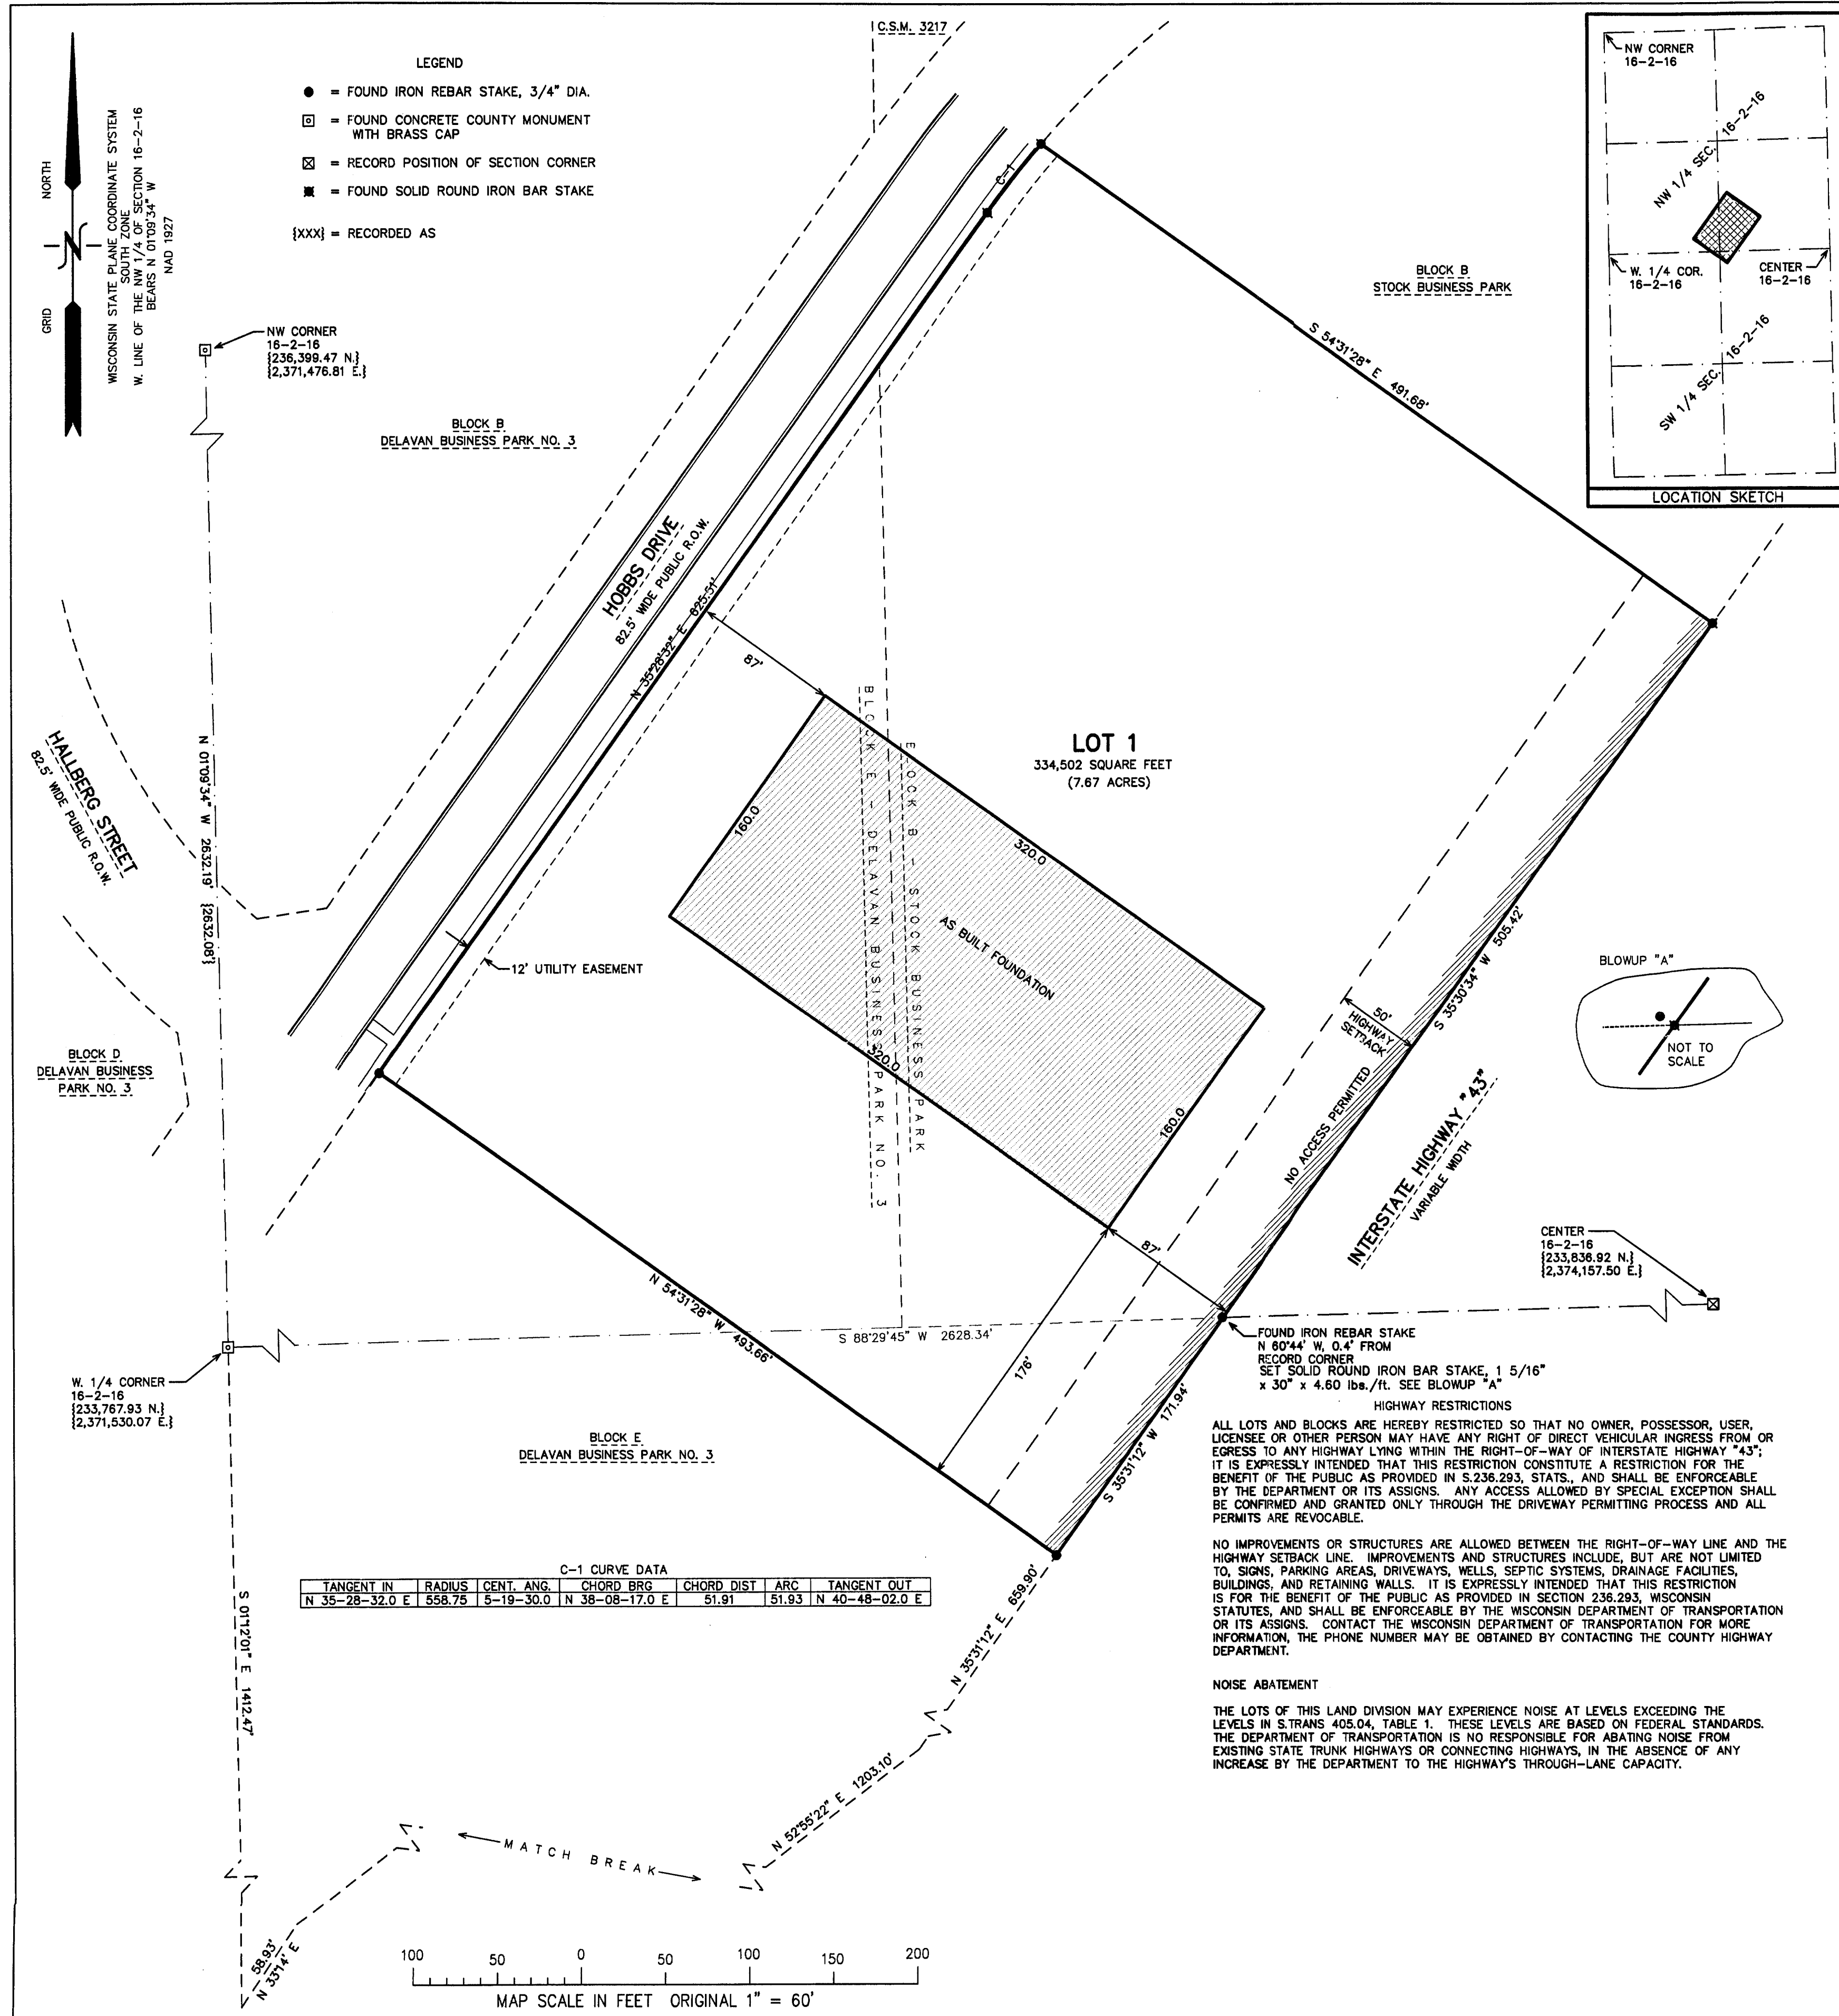 C.S.M. 3217
LEGEND
= FOUND IRON REBAR STAKE, 3/4" DIA.
= FOUND CONCRETE COUNTY MONUMENT
WITH BRASS CAP
= RECORD POSITION OF SECTION CORNER
= FOUND SOLID ROUND IRON BAR STAKE
{XXX} = RECORDED AS
NORTH
GRID
WISCONSIN STATE PLANE COORDINATE SYSTEM
SOUTH ZONE
W. LINE OF THE NW 1/4 OF SECTION 16-2-16
BEARS N 01°09'34" W
NAD 1927
NW CORNER
16-2-16
NW 1/4 SEC. 16-2-16
W. 1/4 COR.
16-2-16
CENTER
16-2-16
SW 1/4 SEC. 16-2-16
LOCATION SKETCH
NW CORNER
16-2-16
{236,399.47 N.}
{2,371,476.81 E.}
BLOCK B
DELAVAN BUSINESS PARK NO. 3
BLOCK B
STOCK BUSINESS PARK
C-1
S 54°31'28" E 491.68'
HOBBS DRIVE
82.5' WIDE PUBLIC R.O.W.
N 35°28'32" E 625.51'
87'
HALLBERG STREET
82.5' WIDE PUBLIC R.O.W.
N 01°09'34" W 2632.19' {2632.08'}
LOT 1
334,502 SQUARE FEET
(7.67 ACRES)
BLOCK E - DELAVAN BUSINESS PARK NO. 3
BLOCK B - STOCK BUSINESS PARK
160.0
320.0
AS BUILT FOUNDATION
320.0
160.0
12' UTILITY EASEMENT
S 35°30'34" W 505.42'
50'
HIGHWAY
SETBACK
NO ACCESS PERMITTED
INTERSTATE HIGHWAY "43"
VARIABLE WIDTH
BLOWUP "A"
NOT TO
SCALE
BLOCK D
DELAVAN BUSINESS
PARK NO. 3
CENTER
16-2-16
{233,836.92 N.}
{2,374,157.50 E.}
87'
S 88°29'45" W 2628.34'
N 54°31'28" W 493.66'
176'
S 35°31'12" W 171.94'
FOUND IRON REBAR STAKE
N 60°44' W, 0.4' FROM
RECORD CORNER
SET SOLID ROUND IRON BAR STAKE, 1 5/16"
x 30" x 4.60 lbs./ft. SEE BLOWUP "A"
W. 1/4 CORNER
16-2-16
{233,767.93 N.}
{2,371,530.07 E.}
BLOCK E
DELAVAN BUSINESS PARK NO. 3
HIGHWAY RESTRICTIONS
ALL LOTS AND BLOCKS ARE HEREBY RESTRICTED SO THAT NO OWNER, POSSESSOR, USER,
LICENSEE OR OTHER PERSON MAY HAVE ANY RIGHT OF DIRECT VEHICULAR INGRESS FROM OR
EGRESS TO ANY HIGHWAY LYING WITHIN THE RIGHT-OF-WAY OF INTERSTATE HIGHWAY "43";
IT IS EXPRESSLY INTENDED THAT THIS RESTRICTION CONSTITUTE A RESTRICTION FOR THE
BENEFIT OF THE PUBLIC AS PROVIDED IN S.236.293, STATS., AND SHALL BE ENFORCEABLE
BY THE DEPARTMENT OR ITS ASSIGNS. ANY ACCESS ALLOWED BY SPECIAL EXCEPTION SHALL
BE CONFIRMED AND GRANTED ONLY THROUGH THE DRIVEWAY PERMITTING PROCESS AND ALL
PERMITS ARE REVOCABLE.
NO IMPROVEMENTS OR STRUCTURES ARE ALLOWED BETWEEN THE RIGHT-OF-WAY LINE AND THE
HIGHWAY SETBACK LINE. IMPROVEMENTS AND STRUCTURES INCLUDE, BUT ARE NOT LIMITED
TO, SIGNS, PARKING AREAS, DRIVEWAYS, WELLS, SEPTIC SYSTEMS, DRAINAGE FACILITIES,
BUILDINGS, AND RETAINING WALLS. IT IS EXPRESSLY INTENDED THAT THIS RESTRICTION
IS FOR THE BENEFIT OF THE PUBLIC AS PROVIDED IN SECTION 236.293, WISCONSIN
STATUTES, AND SHALL BE ENFORCEABLE BY THE WISCONSIN DEPARTMENT OF TRANSPORTATION
OR ITS ASSIGNS. CONTACT THE WISCONSIN DEPARTMENT OF TRANSPORTATION FOR MORE
INFORMATION, THE PHONE NUMBER MAY BE OBTAINED BY CONTACTING THE COUNTY HIGHWAY
DEPARTMENT.
NOISE ABATEMENT
THE LOTS OF THIS LAND DIVISION MAY EXPERIENCE NOISE AT LEVELS EXCEEDING THE
LEVELS IN S.TRANS 405.04, TABLE 1. THESE LEVELS ARE BASED ON FEDERAL STANDARDS.
THE DEPARTMENT OF TRANSPORTATION IS NO RESPONSIBLE FOR ABATING NOISE FROM
EXISTING STATE TRUNK HIGHWAYS OR CONNECTING HIGHWAYS, IN THE ABSENCE OF ANY
INCREASE BY THE DEPARTMENT TO THE HIGHWAY'S THROUGH-LANE CAPACITY.
C-1 CURVE DATA
TANGENT IN RADIUS CENT. ANG. CHORD BRG CHORD DIST ARC TANGENT OUT
N 35-28-32.0 E 558.75 5-19-30.0 N 38-08-17.0 E 51.91 51.93 N 40-48-02.0 E
S 01°12'01" E 1412.47'
N 35°31'12" E 659.90'
N 52°55'22" E 1203.10'
MATCH BREAK
58.93'
N 33°14' E
100 50 0 50 100 150 200
MAP SCALE IN FEET ORIGINAL 1" = 60'